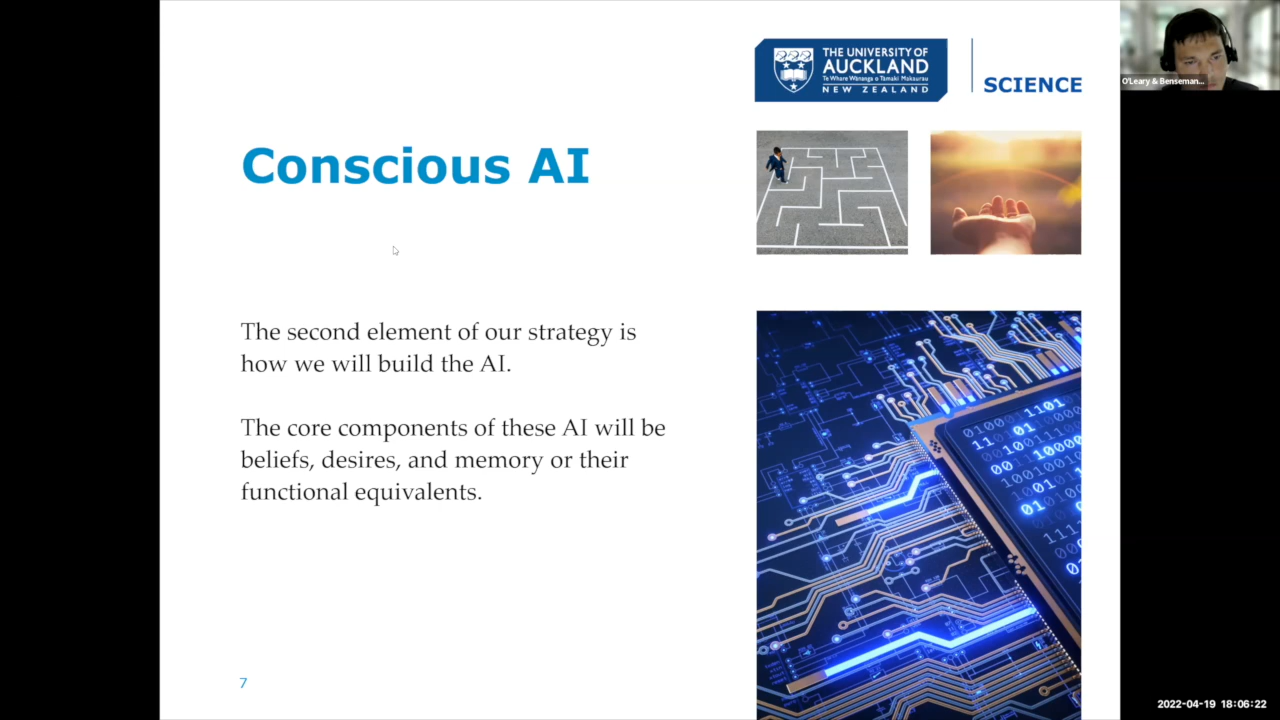 THE UNIVERSITY OF
AUCKLAND
Te Whare Wānanga o Tāmaki Makaurau
NEW ZEALAND
SCIENCE
O'Leary & Benseman...
Conscious AI
The second element of our strategy is
how we will build the AI.
The core components of these AI will be
beliefs, desires, and memory or their
functional equivalents.
7
2022-04-19 18:06:22